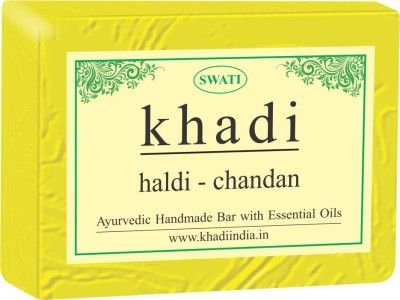 SWATI
khadi
haldi - chandan
Ayurvedic Handmade Bar with Essential Oils
www.khadiindia.in